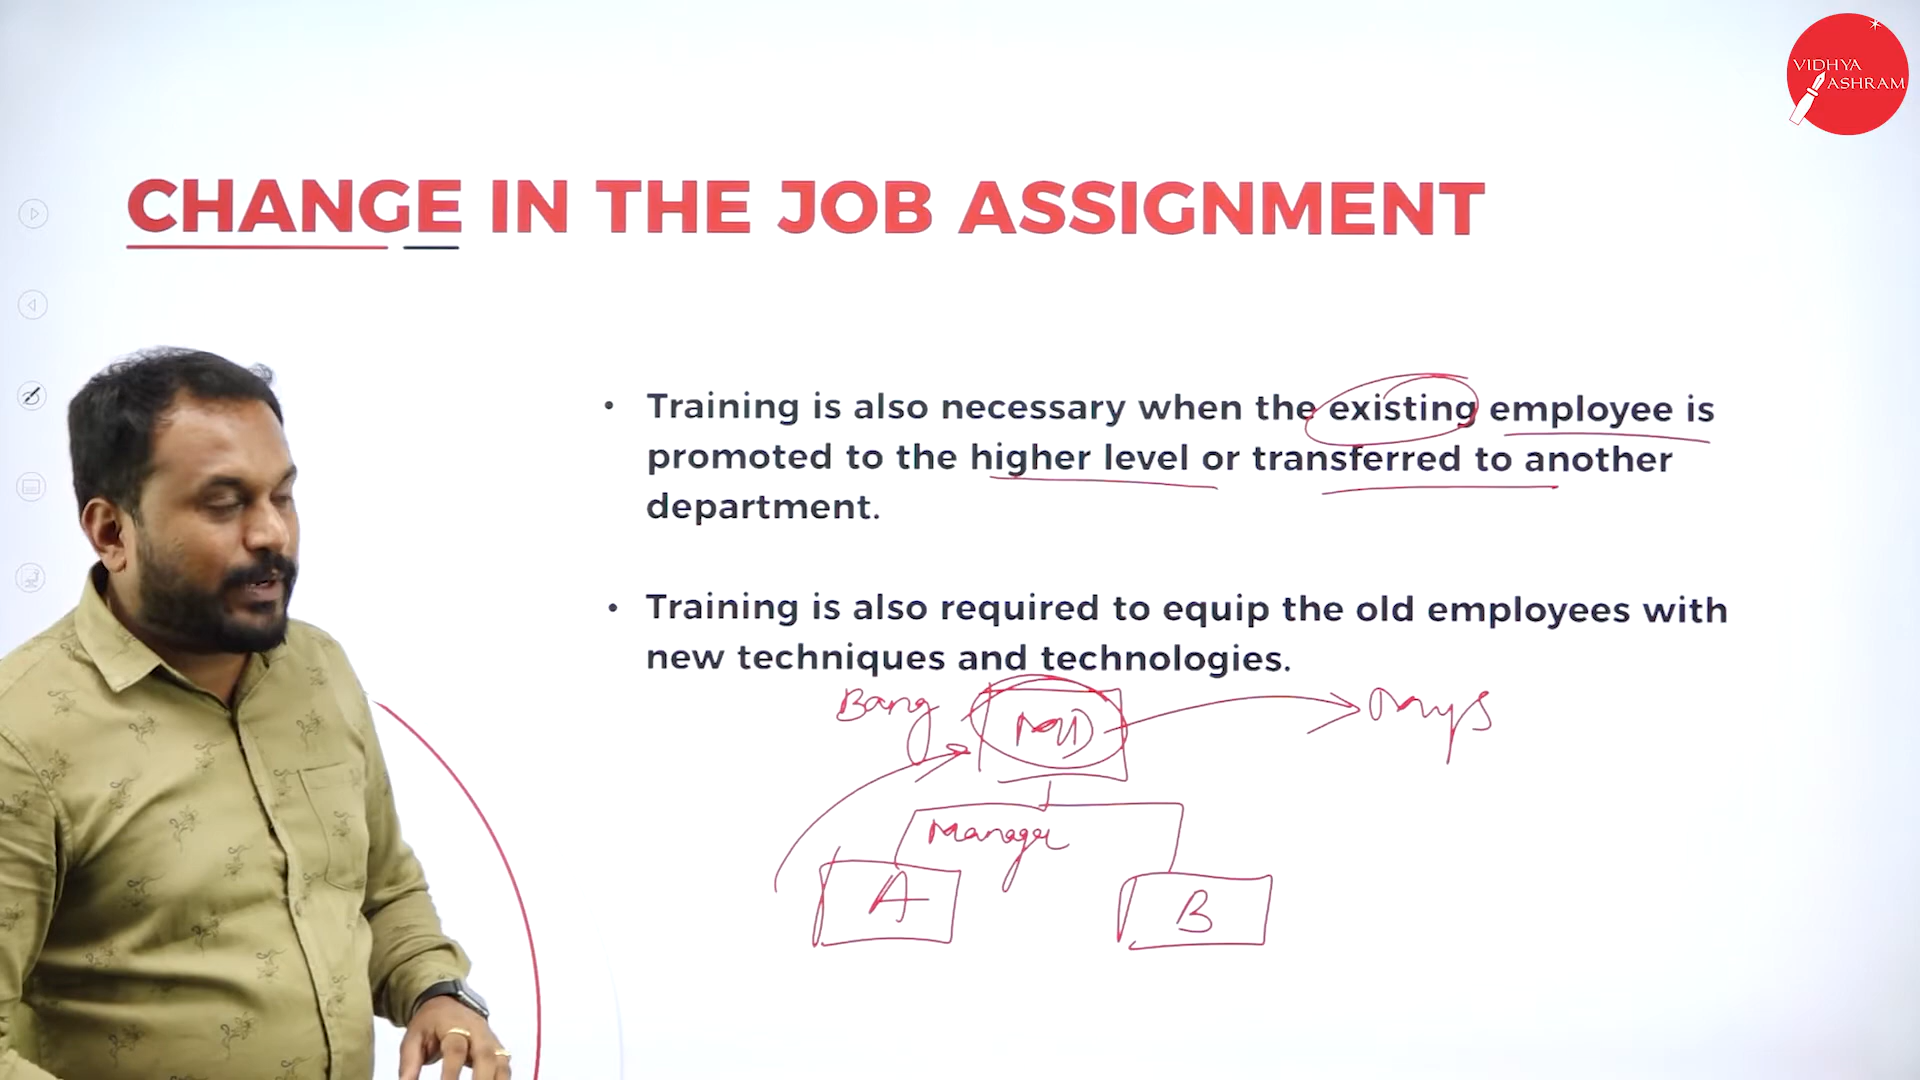 VIDHYA
ASHRAM
CHANGE IN THE JOB ASSIGNMENT
• Training is also necessary when the existing employee is
promoted to the higher level or transferred to another
department.
• Training is also required to equip the old employees with
new techniques and technologies.
Bang
MD
Manager
A
B